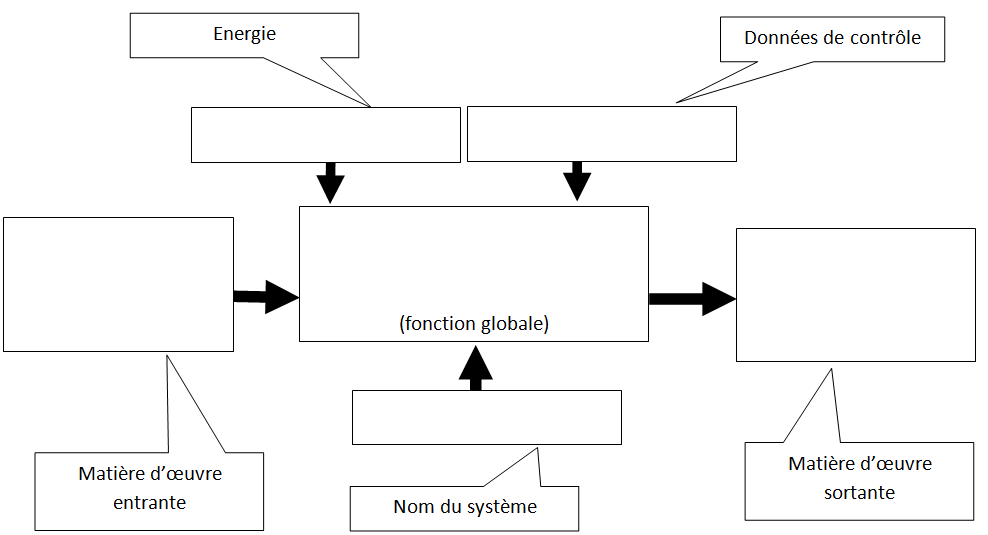 Energie
Données de contrôle
(fonction globale)
Matière d’œuvre
entrante
Nom du système
Matière d’œuvre
sortante